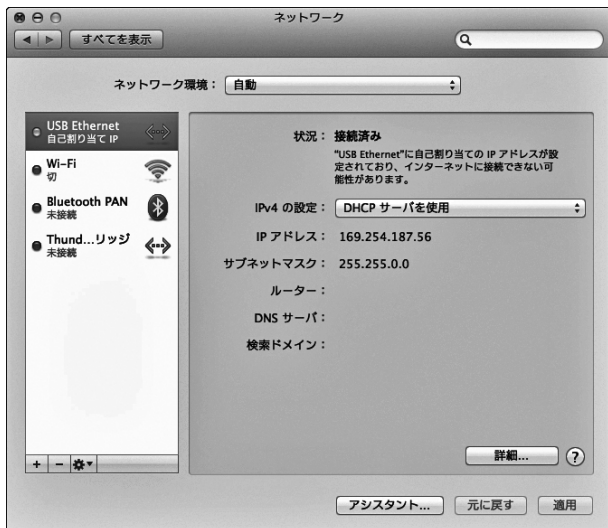 ネットワーク
すべてを表示
ネットワーク環境： 自動
USB Ethernet
自己割り当て IP
Wi-Fi
切
Bluetooth PAN
未接続
Thund...リッジ
未接続
状況： 接続済み
“USB Ethernet”に自己割り当ての IP アドレスが設
定されており、インターネットに接続できない可
能性があります。
IPv4 の設定： DHCP サーバを使用
IP アドレス： 169.254.187.56
サブネットマスク： 255.255.0.0
ルーター：
DNS サーバ：
検索ドメイン：
詳細... ?
アシスタント... 元に戻す 適用